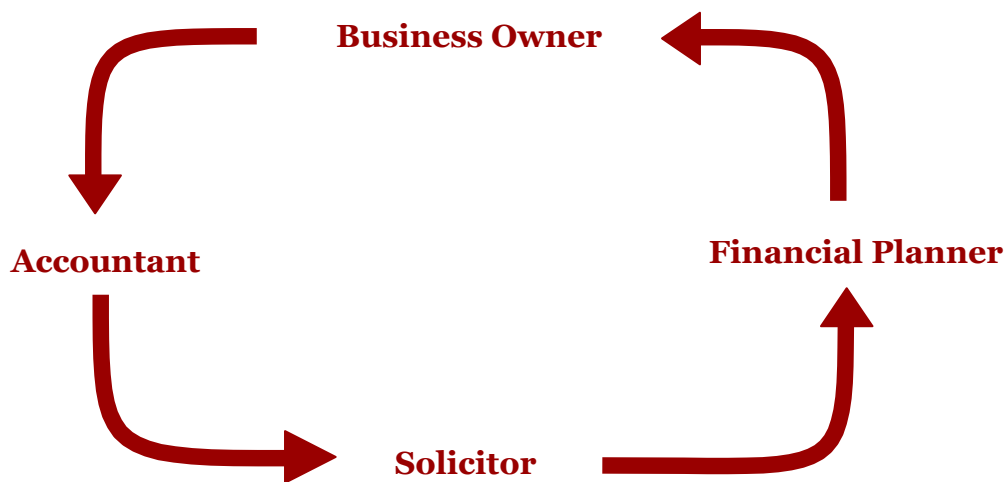 Business Owner
Accountant
Financial Planner
Solicitor